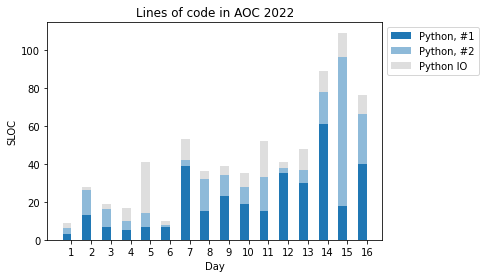 Lines of code in AOC 2022
Python, #1
Python, #2
Python IO
SLOC
100
80
60
40
20
0
1 2 3 4 5 6 7 8 9 10 11 12 13 14 15 16
Day